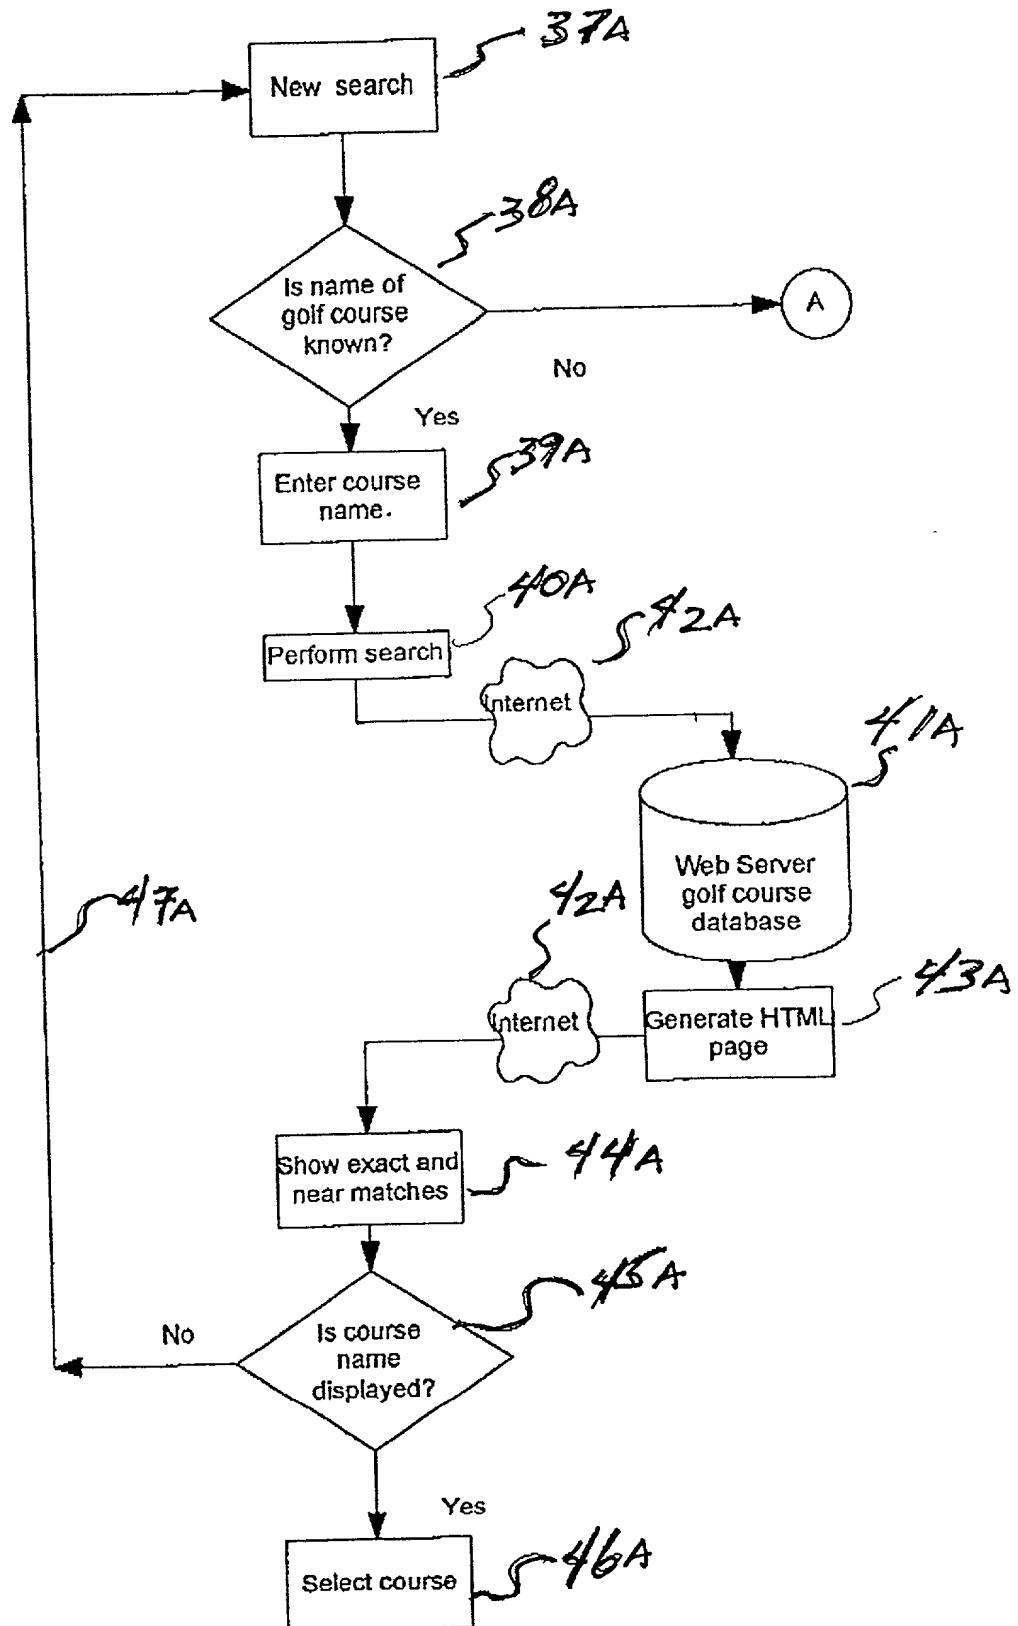 37A
New search
38A
Is name of
golf course
known?
A
No
Yes
39A
Enter course
name.
40A
42A
Perform search
Internet
41A
Web Server
golf course
database
47A
42A
43A
Internet
Generate HTML
page
44A
Show exact and
near matches
45A
No
Is course
name
displayed?
Yes
46A
Select course